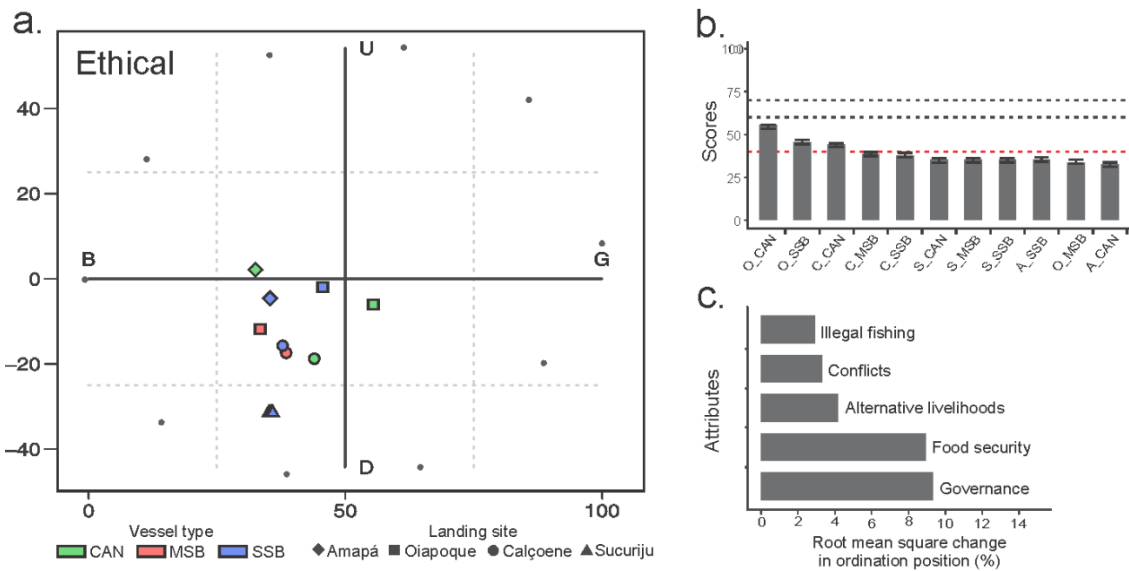 a.
Ethical
U
B
G
D
40
20
0
–20
–40
0
50
100
Vessel type
Landing site
CAN
MSB
SSB
Amapá
Oiapoque
Calçoene
Sucuriju
b.
Scores
100
75
50
25
0
O_CAN
O_SSB
C_CAN
C_MSB
C_SSB
S_CAN
S_MSB
S_SSB
A_SSB
O_MSB
A_CAN
c.
Attributes
Illegal fishing
Conflicts
Alternative livelihoods
Food security
Governance
0 2 4 6 8 10 12 14
Root mean square change
in ordination position (%)